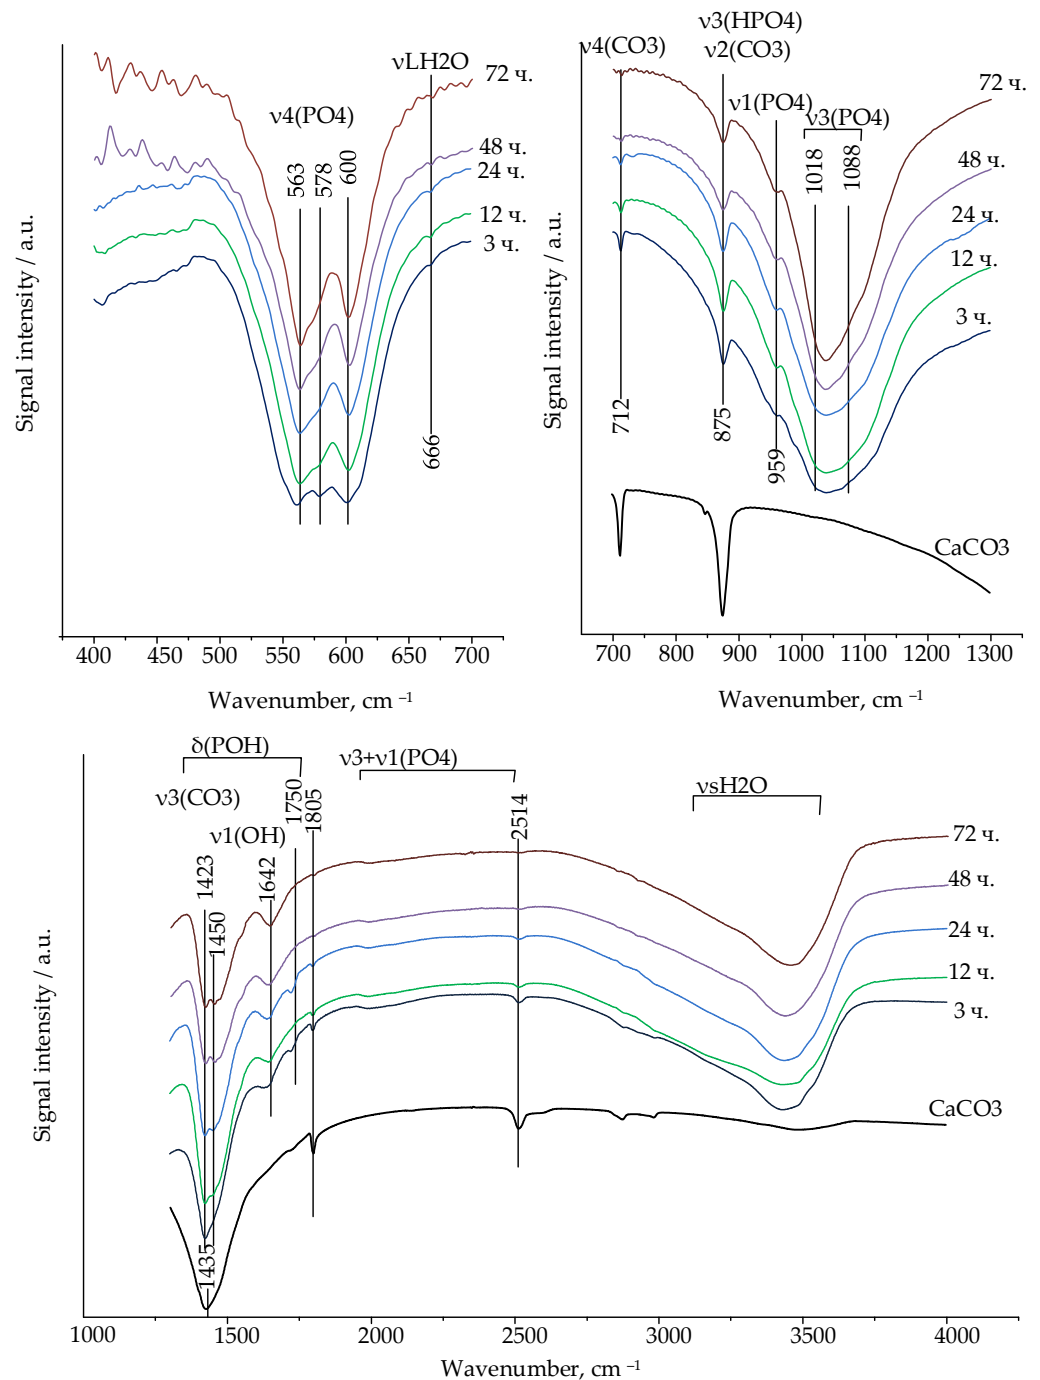 νLH2O
72 ч.
ν4(PO4)
563
578
600
48 ч.
24 ч.
12 ч.
3 ч.
666
Signal intensity / a.u.
400 450 500 550 600 650 700
Wavenumber, cm –1
ν3(HPO4)
ν4(CO3)
ν2(CO3)
72 ч.
ν1(PO4)
ν3(PO4)
1018
1088
48 ч.
24 ч.
12 ч.
3 ч.
712
875
959
CaCO3
Signal intensity / a.u.
700 800 900 1000 1100 1200 1300
Wavenumber, cm –1
δ(POH)
ν3+ν1(PO4)
νsH2O
ν3(CO3)
1750
1805
2514
ν1(OH)
72 ч.
1423
1642
48 ч.
1450
24 ч.
12 ч.
3 ч.
CaCO3
1435
Signal intensity / a.u.
1000 1500 2000 2500 3000 3500 4000
Wavenumber, cm –1